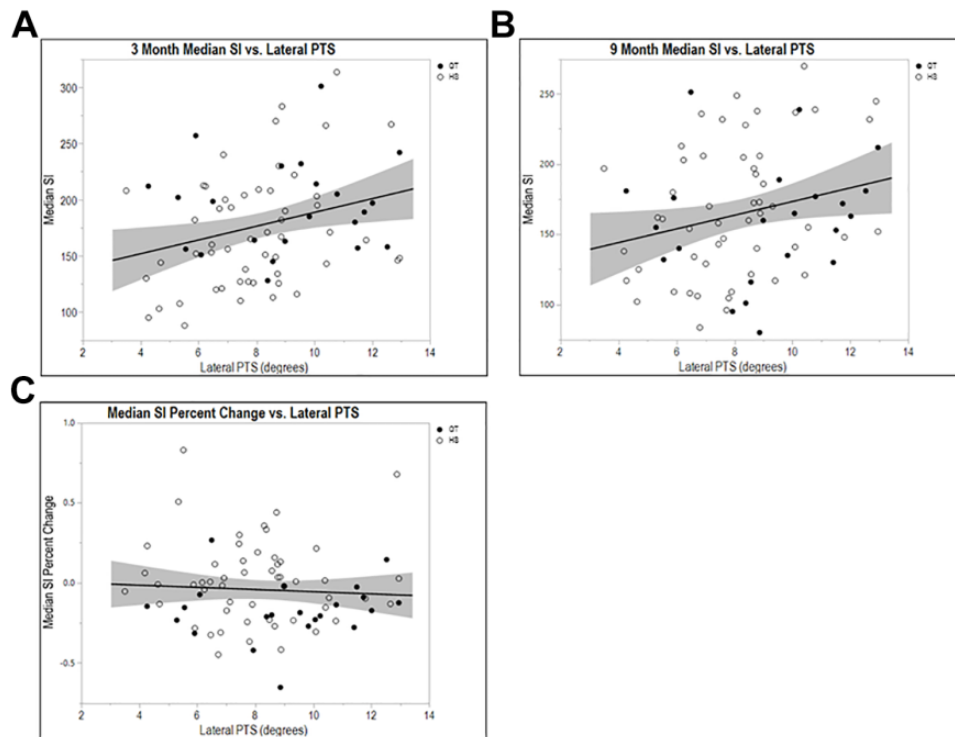 A
3 Month Median SI vs. Lateral PTS
QT
HS
Median SI
300
250
200
150
100
2 4 6 8 10 12 14
Lateral PTS (degrees)
B
9 Month Median SI vs. Lateral PTS
QT
HS
Median SI
250
200
150
100
2 4 6 8 10 12 14
Lateral PTS (degrees)
C
Median SI Percent Change vs. Lateral PTS
QT
HS
Median SI Percent Change
1.0
0.5
0.0
-0.5
2 4 6 8 10 12 14
Lateral PTS (degrees)